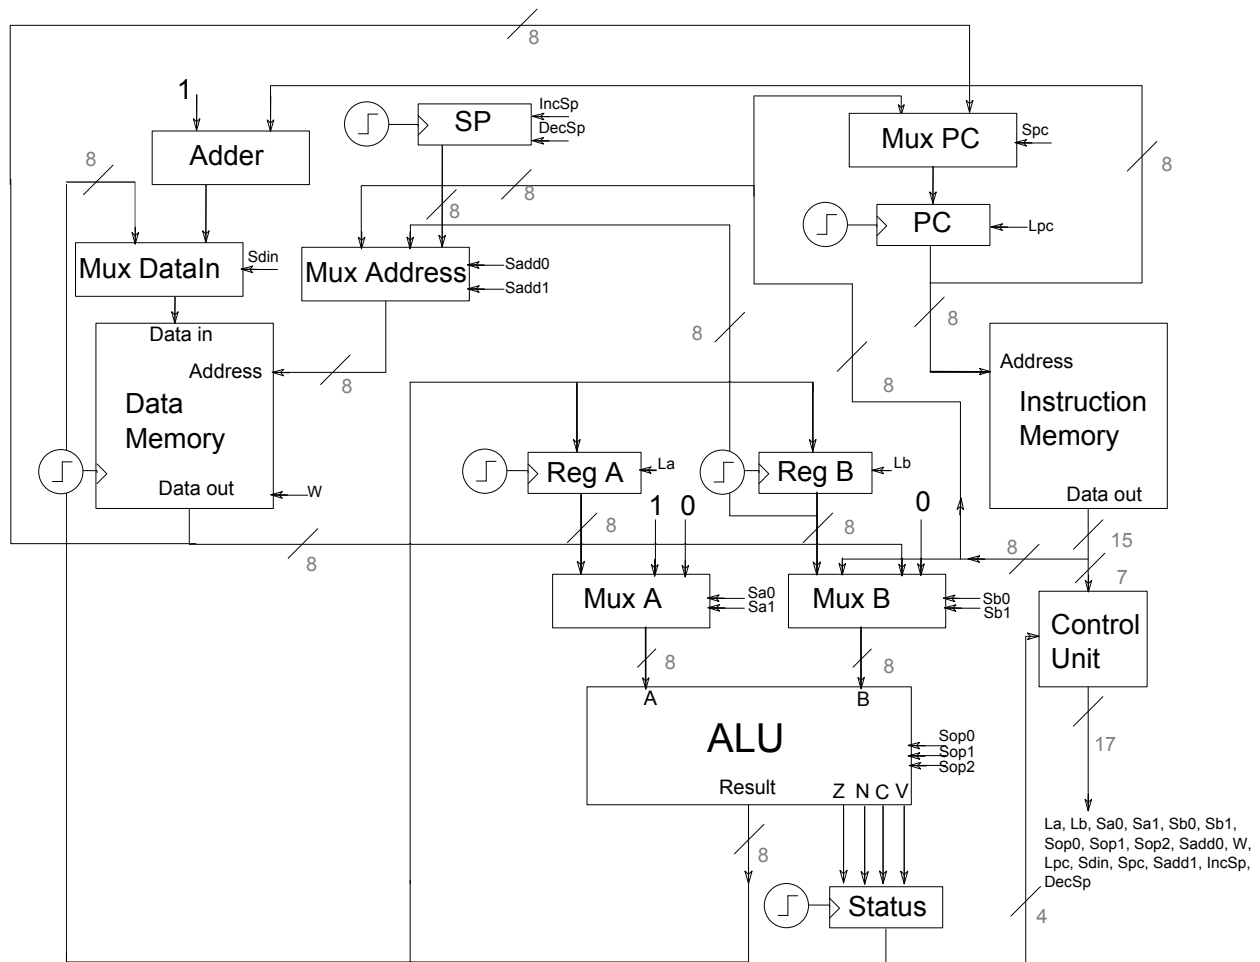 8
1
IncSp
SP
DecSp
Mux PC
Spc
Adder
8
8
8
8
PC
Lpc
Mux DataIn
Sdin
Mux Address
Sadd0
Sadd1
8
8
Data in
Address
8
Address
8
Data
Memory
Instruction
Memory
Reg A
La
Reg B
Lb
Data out
W
1
0
0
Data out
8
8
15
8
8
7
Mux A
Sa0
Sa1
Mux B
Sb0
Sb1
Control
Unit
8
8
A
B
ALU
Sop0
Sop1
Sop2
17
Result
Z
N
C
V
La, Lb, Sa0, Sa1, Sb0, Sb1,
Sop0, Sop1, Sop2, Sadd0, W,
Lpc, Sdin, Spc, Sadd1, IncSp,
DecSp
8
Status
4